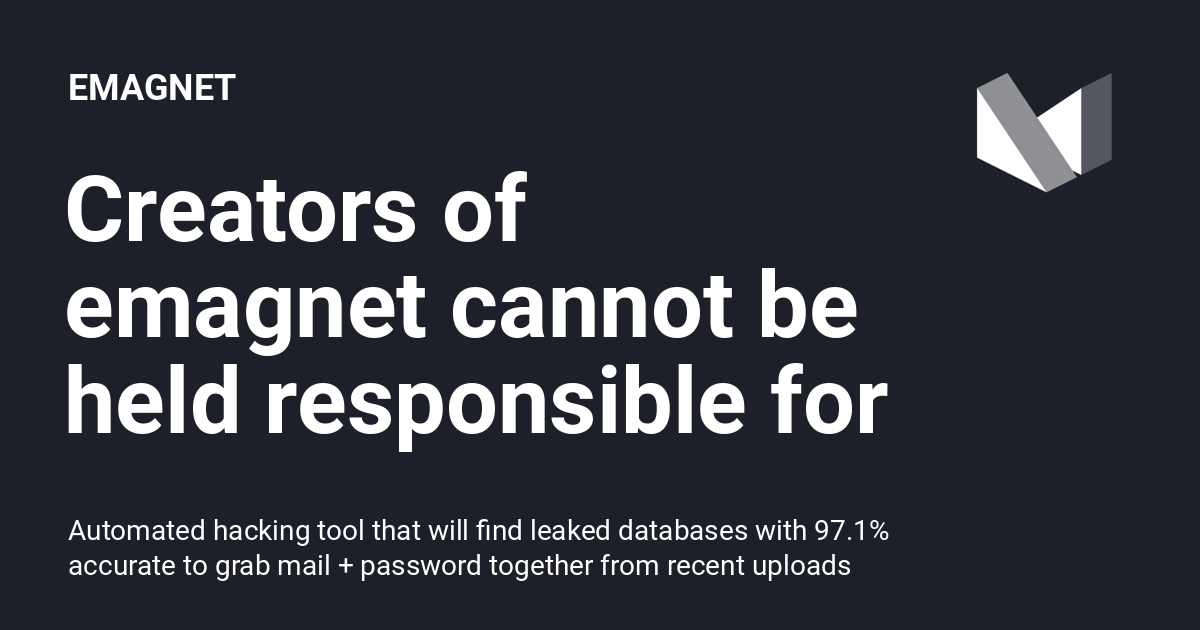 EMAGNET
Creators of
emagnet cannot be
held responsible for
Automated hacking tool that will find leaked databases with 97.1%
accurate to grab mail + password together from recent uploads